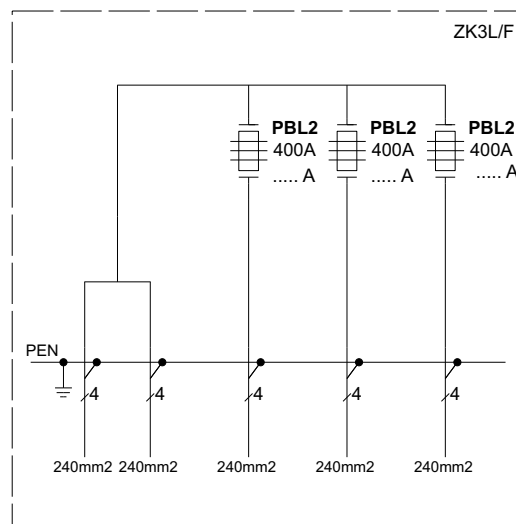 ZK3L/F
PBL2 PBL2 PBL2
400A 400A 400A
..... A ..... A ..... A
PEN
4 4 4 4 4
240mm2 240mm2 240mm2 240mm2 240mm2